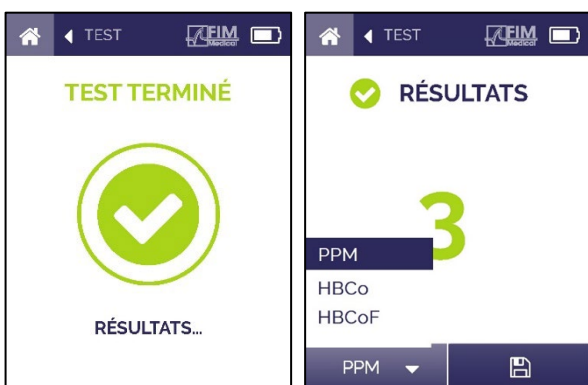 TEST
FIM
Medical
TEST TERMINÉ
RÉSULTATS...
TEST
FIM
Medical
RÉSULTATS
3
PPM
HBCo
HBCoF
PPM